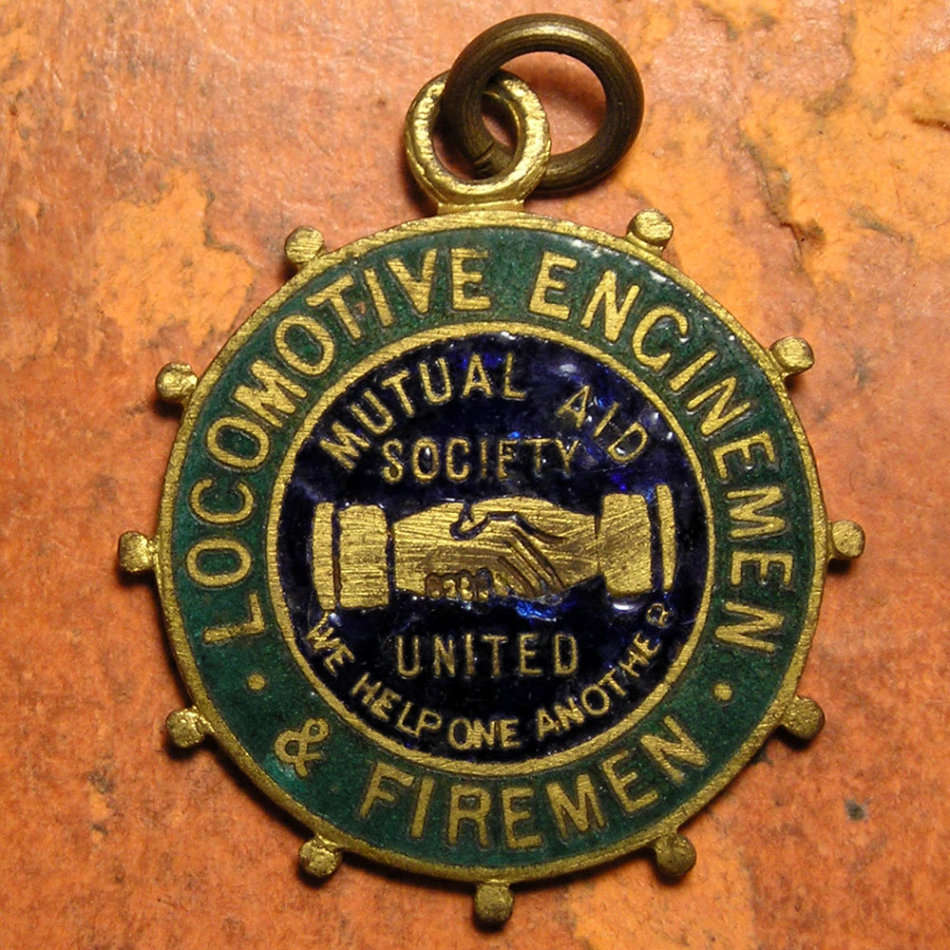 LOCOMOTIVE ENGINEMEN
& FIREMEN
MUTUAL AID
SOCIETY
UNITED
WE HELP ONE ANOTHER